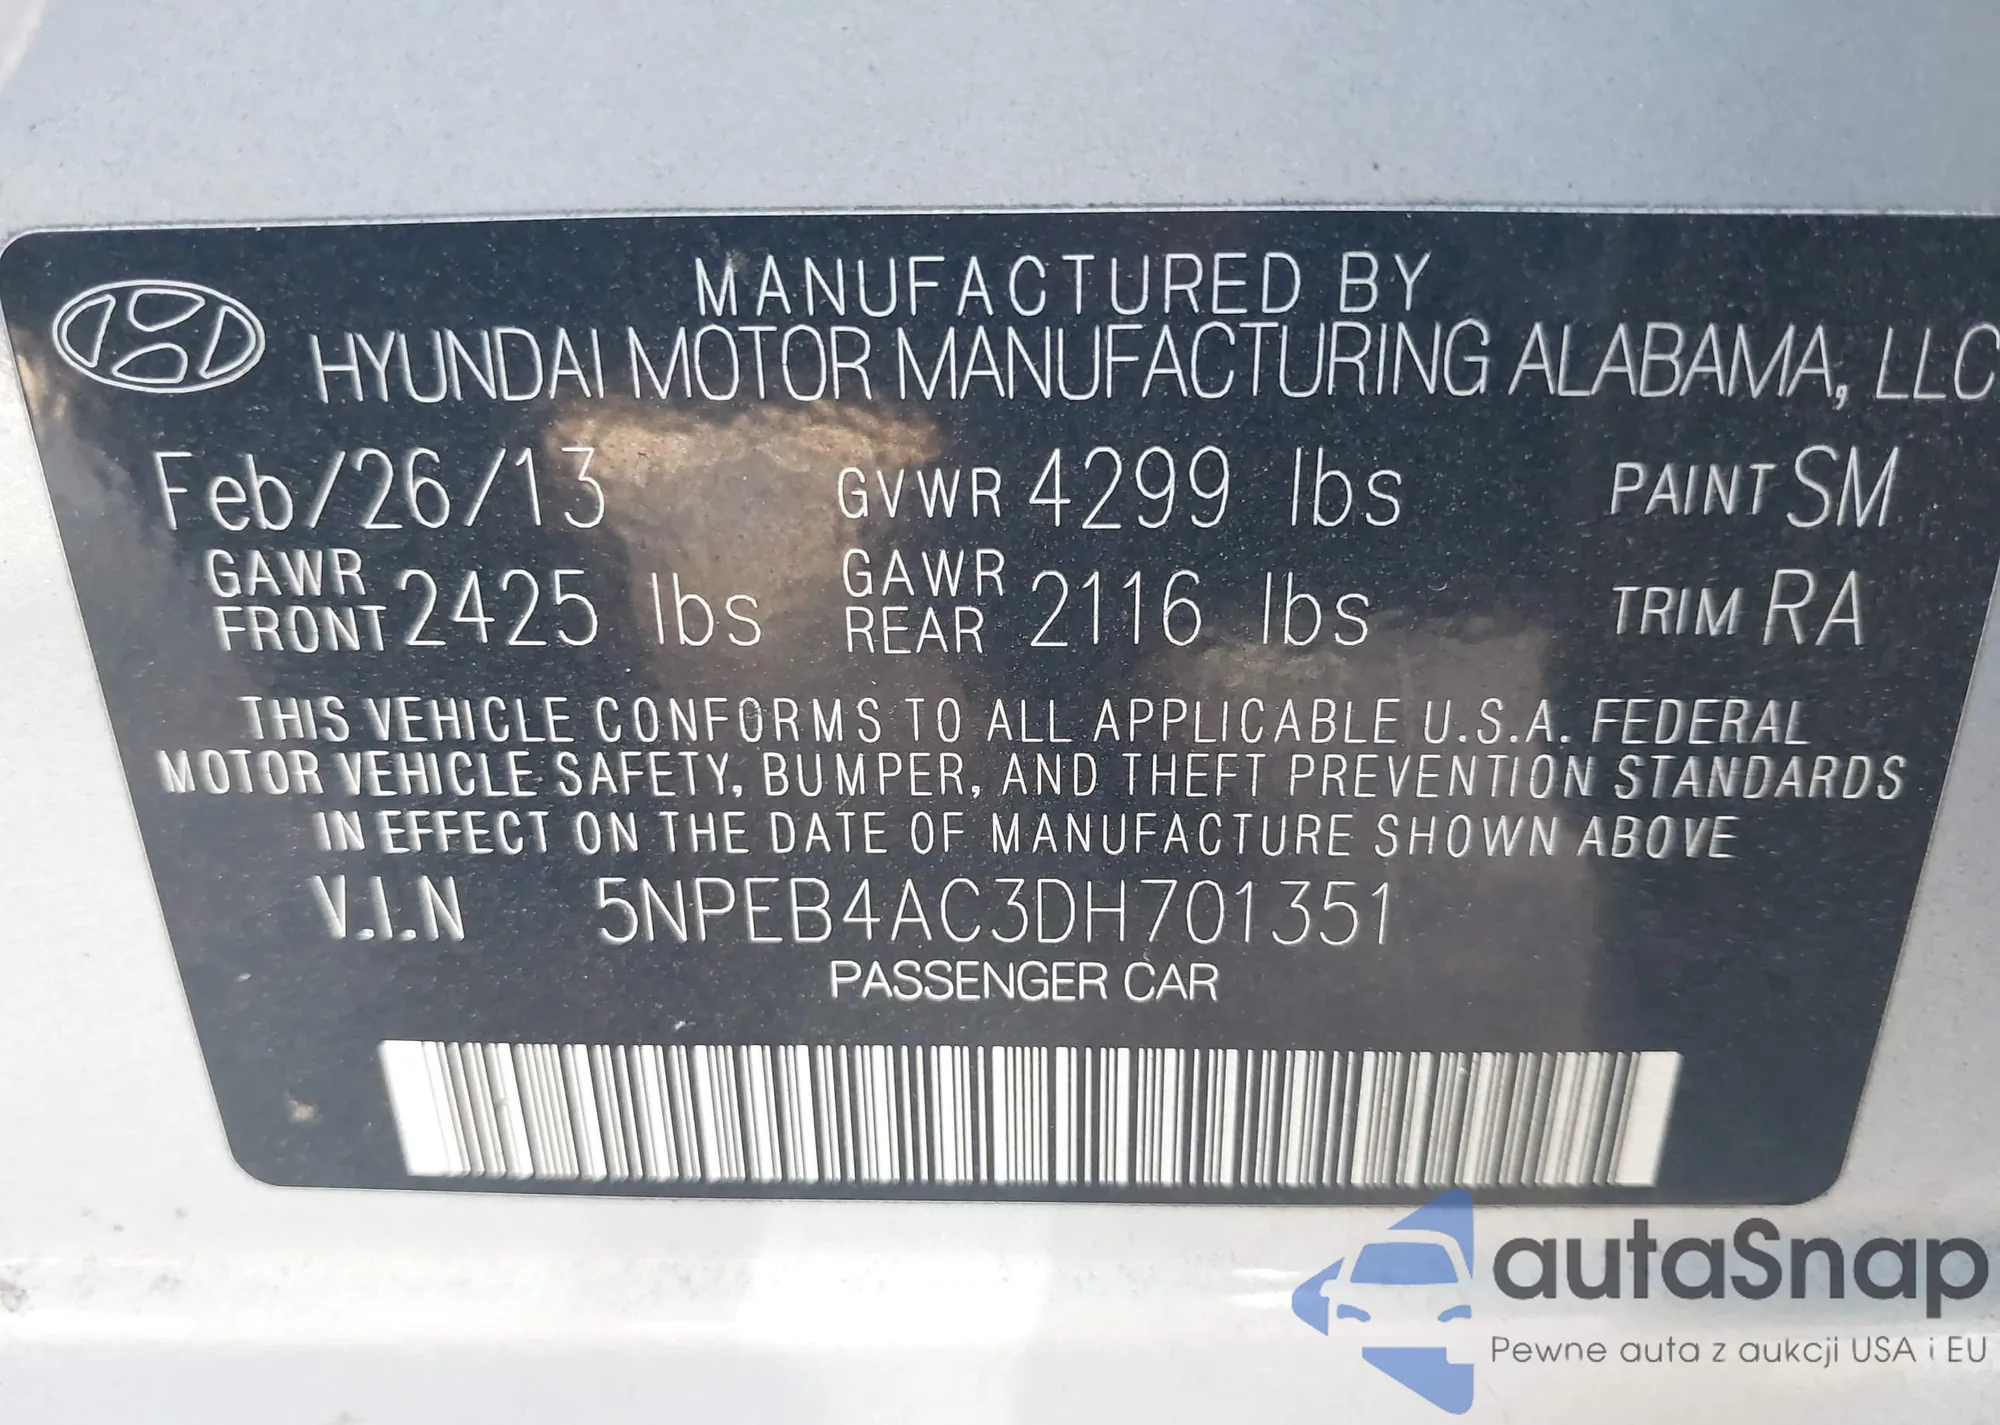 MANUFACTURED BY
HYUNDAI MOTOR MANUFACTURING ALABAMA, LLC
Feb/26/13 GVWR 4299 lbs PAINT SM
GAWR FRONT 2425 lbs GAWR REAR 2116 lbs TRIM RA
THIS VEHICLE CONFORMS TO ALL APPLICABLE U.S.A. FEDERAL
MOTOR VEHICLE SAFETY, BUMPER, AND THEFT PREVENTION STANDARDS
IN EFFECT ON THE DATE OF MANUFACTURE SHOWN ABOVE
V.I.N 5NPEB4AC3DH701351
PASSENGER CAR
autaSnap
Pewne auta z aukcji USA i EU